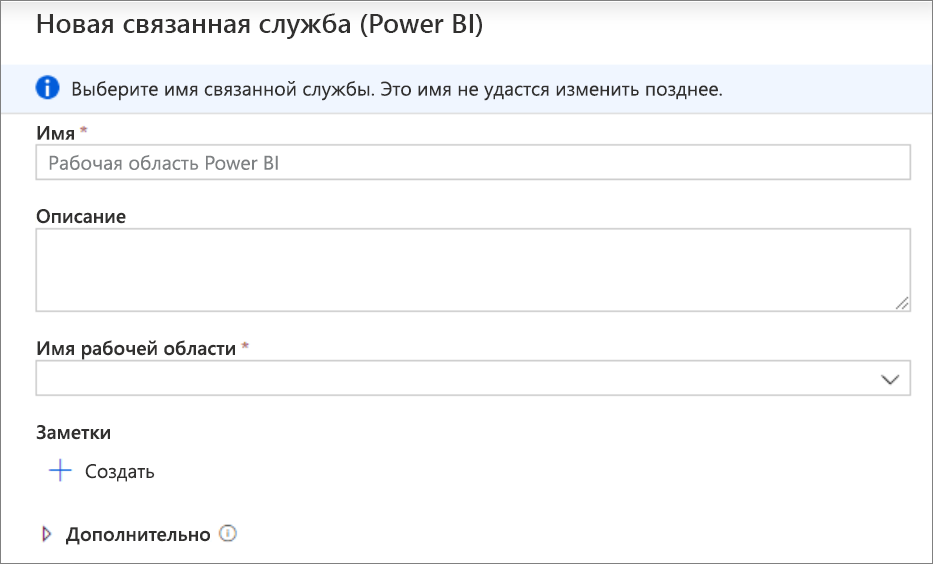 Новая связанная служба (Power BI)
Выберите имя связанной службы. Это имя не удастся изменить позднее.
Имя *
Рабочая область Power BI
Описание
Имя рабочей области *
Заметки
Создать
Дополнительно